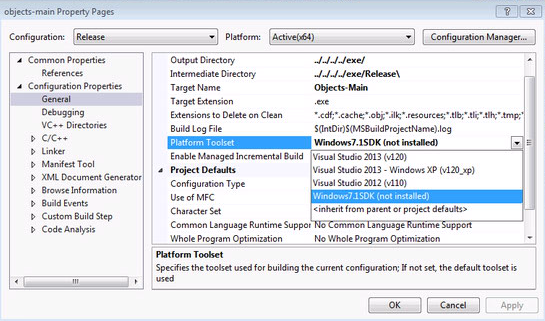 objects-main Property Pages
Configuration: Release Platform: Active(x64) Configuration Manager...
Common Properties
References
Configuration Properties
General
Debugging
VC++ Directories
C/C++
Linker
Manifest Tool
XML Document Generator
Browse Information
Build Events
Custom Build Step
Code Analysis
Output Directory ../../../../exe/
Intermediate Directory ../../../../exe/Release\
Target Name Objects-Main
Target Extension .exe
Extensions to Delete on Clean *.cdf;*.cache;*.obj;*.ilk;*.resources;*.tlb;*.tli;*.tlh;*.tmp;
Build Log File $(IntDir)$(MSBuildProjectName).log
Platform Toolset Windows7.1SDK (not installed)
Enable Managed Incremental Build
Visual Studio 2013 (v120)
Visual Studio 2013 - Windows XP (v120_xp)
Visual Studio 2012 (v110)
Windows7.1SDK (not installed)
<inherit from parent or project defaults>
Project Defaults
Configuration Type
Use of MFC
Character Set
Common Language Runtime Support No Common Language Runtime Support
Whole Program Optimization No Whole Program Optimization
Platform Toolset
Specifies the toolset used for building the current configuration; If not set, the default toolset is
used
OK Cancel Apply